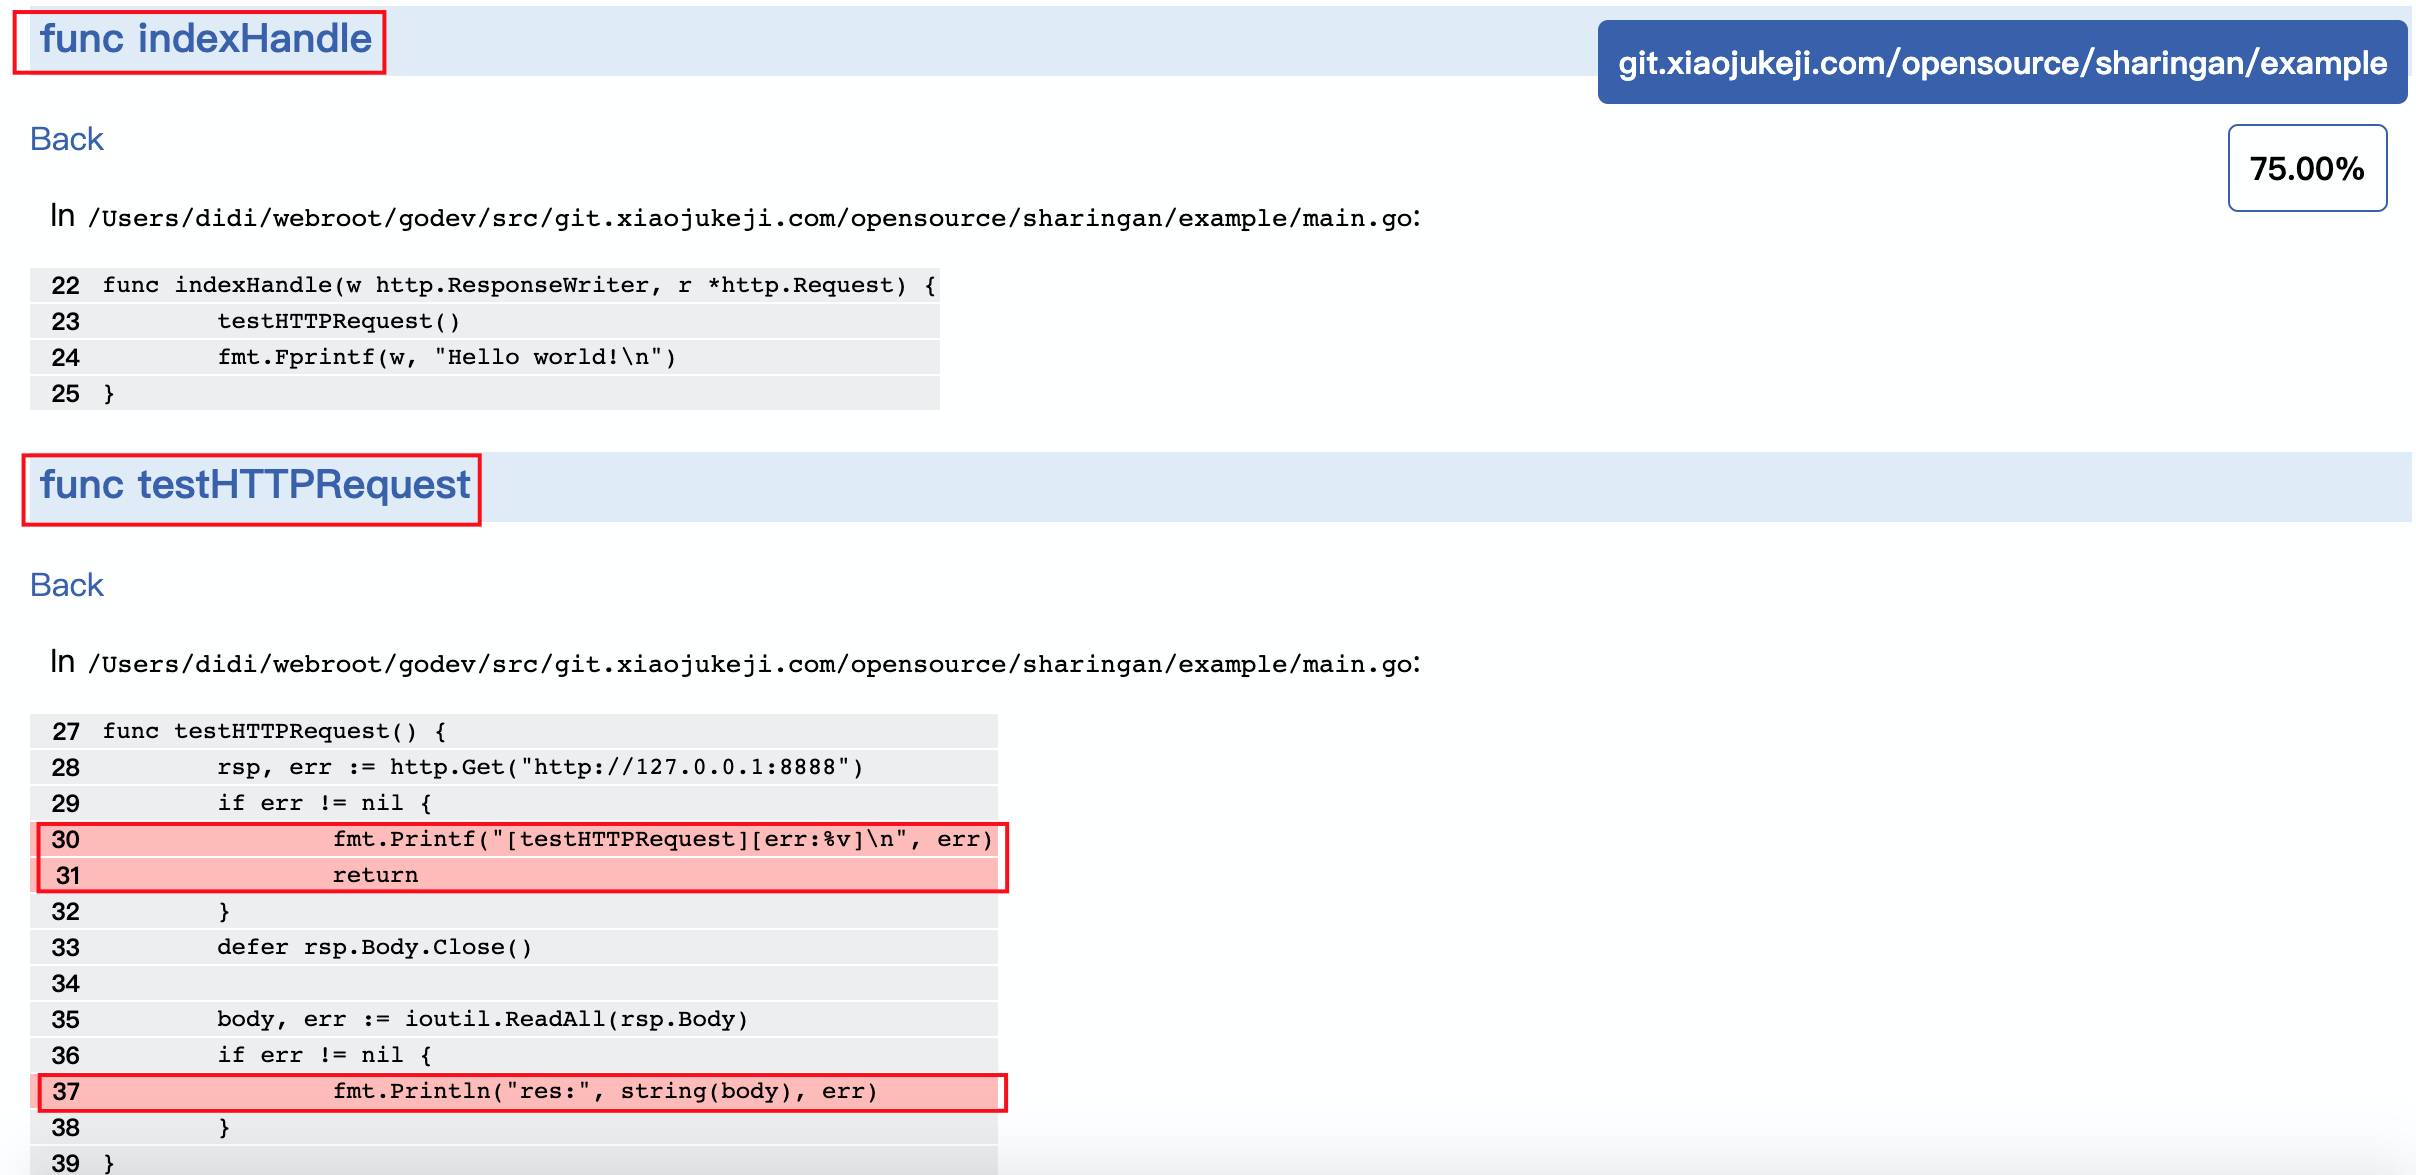 func indexHandle
git.xiaojukeji.com/opensource/sharingan/example
Back
75.00%
In /Users/didi/webroot/godev/src/git.xiaojukeji.com/opensource/sharingan/example/main.go:
22 func indexHandle(w http.ResponseWriter, r *http.Request) {
23 testHTTPRequest()
24 fmt.Fprintf(w, "Hello world!\n")
25 }
func testHTTPRequest
Back
In /Users/didi/webroot/godev/src/git.xiaojukeji.com/opensource/sharingan/example/main.go:
27 func testHTTPRequest() {
28 rsp, err := http.Get("http://127.0.0.1:8888")
29 if err != nil {
30 fmt.Printf("[testHTTPRequest][err:%v]\n", err)
31 return
32 }
33 defer rsp.Body.Close()
34
35 body, err := ioutil.ReadAll(rsp.Body)
36 if err != nil {
37 fmt.Println("res:", string(body), err)
38 }
39 }